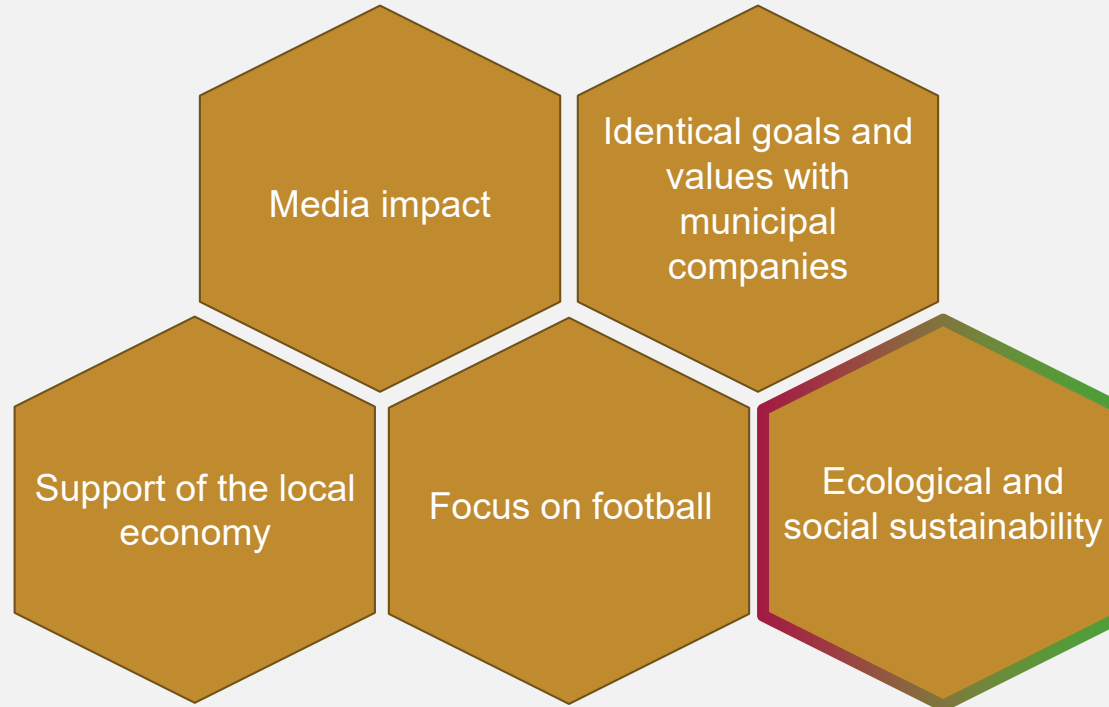 Media impact
Identical goals and
values with
municipal
companies
Support of the local
economy
Focus on football
Ecological and
social sustainability